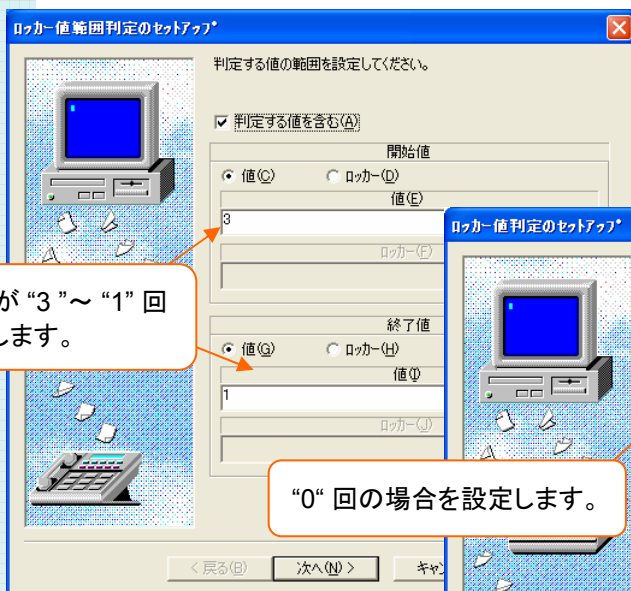 ロッカー値範囲判定のセットアップ
判定する値の範囲を設定してください。
判定する値を含む(A)
開始値
値(C) ロッカー(D)
値(E)
3
ロッカー(F)
が “3 ”～ “1” 回
します。
終了値
値(G) ロッカー(H)
値(I)
1
ロッカー(J)
< 戻る(B) 次へ(N) > キャン
ロッカー値判定のセットアップ
“0“ 回の場合を設定します。